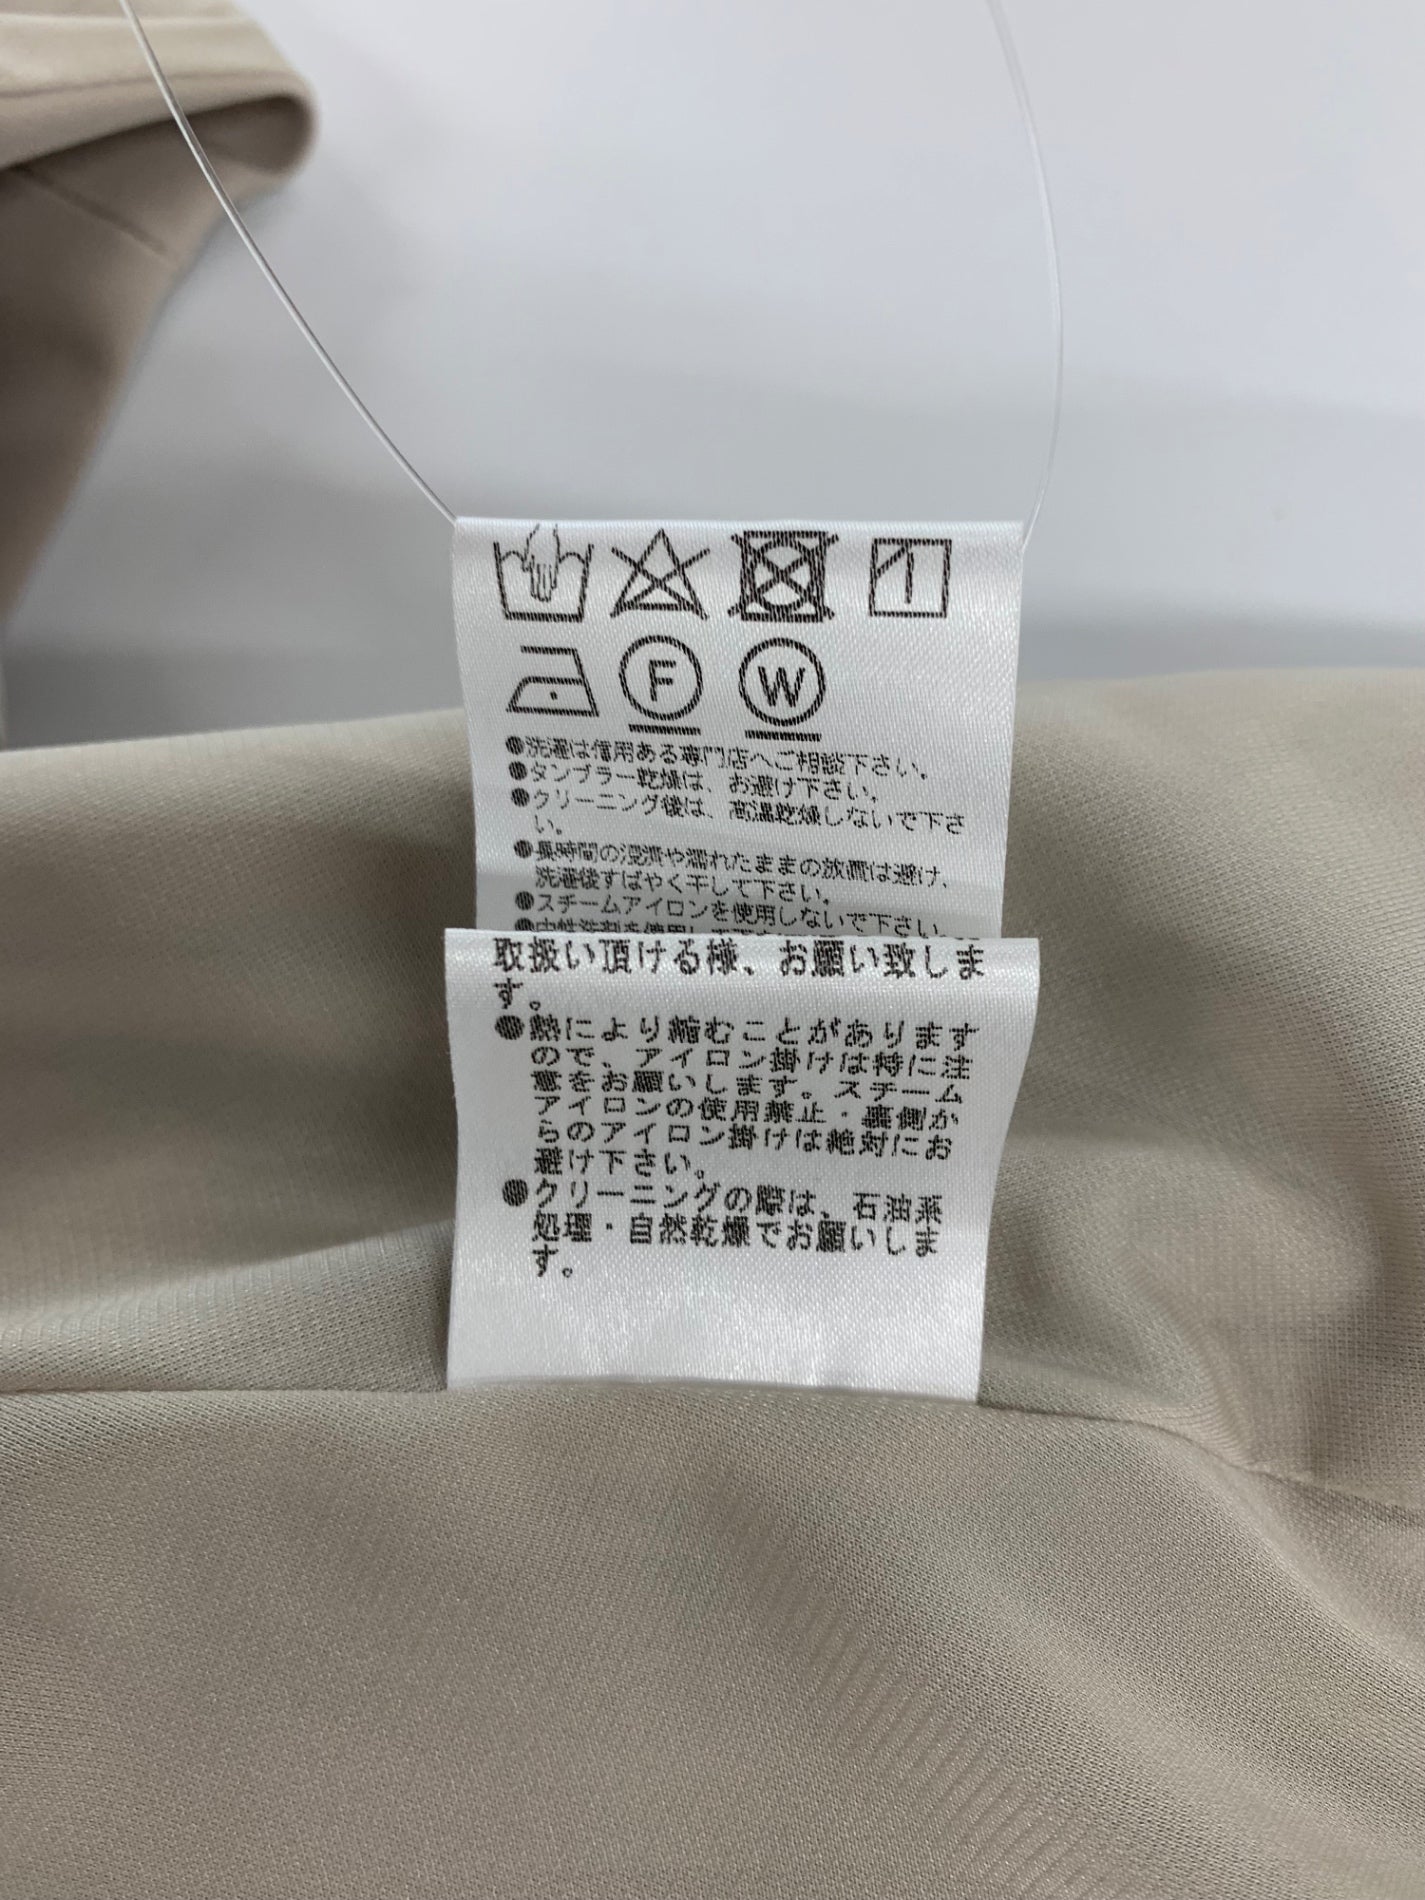 F W
●洗濯は信用ある専門店へご相談下さい。
●タンブラー乾燥は、お避け下さい。
●クリーニング後は、高温乾燥しないで下さ
い。
●長時間の浸漬や濡れたままの放置は避け、
洗濯後すばやく干して下さい。
●スチームアイロンを使用しないで下さい。
●中性洗剤を使用し
取扱い頂ける様、お願い致しま
す。
●熱により縮むことがあります
ので、アイロン掛けは特に注
意をお願いします。スチーム
アイロンの使用禁止・裏側か
らのアイロン掛けは絶対にお
避け下さい。
●クリーニングの際は、石油系
処理・自然乾燥でお願いしま
す。